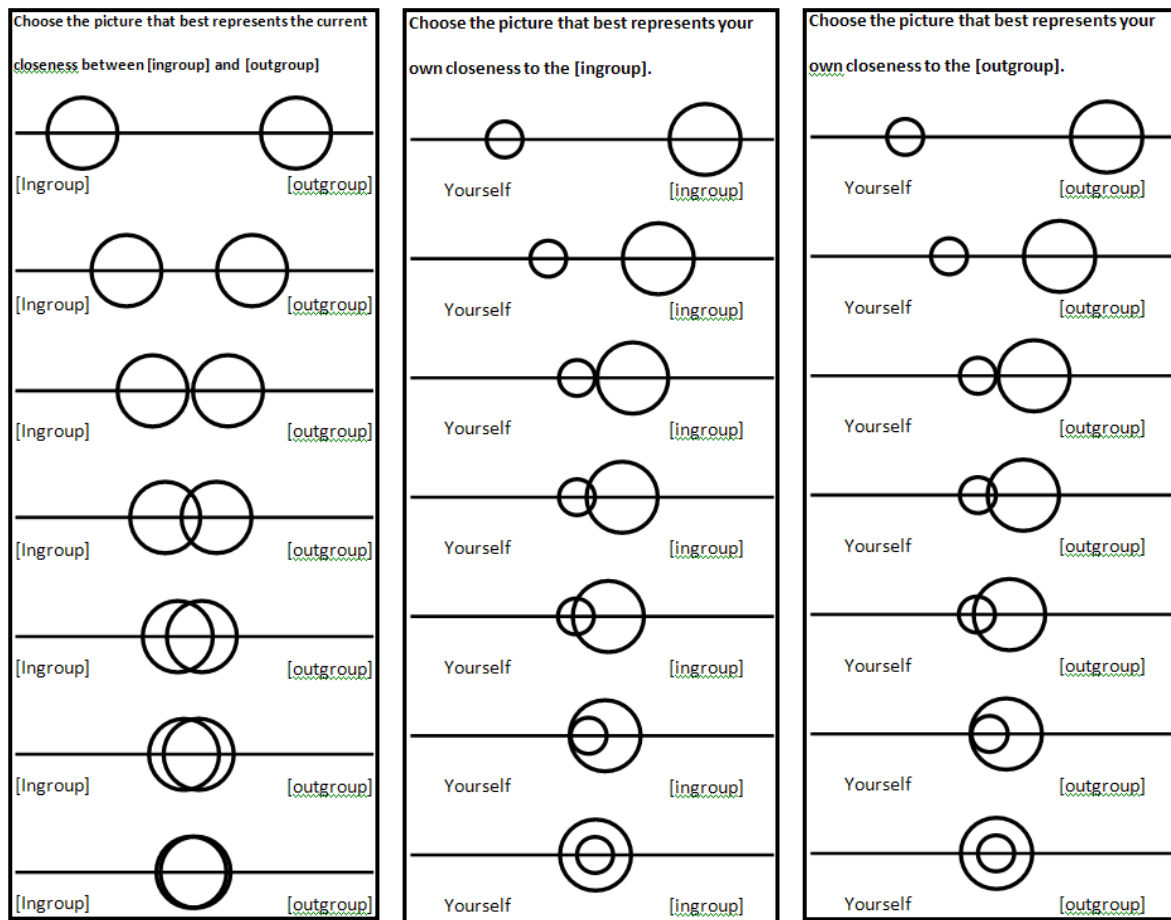 Choose the picture that best represents the current
closeness between [ingroup] and [outgroup]
[Ingroup] [outgroup]
[Ingroup] [outgroup]
[Ingroup] [outgroup]
[Ingroup] [outgroup]
[Ingroup] [outgroup]
[Ingroup] [outgroup]
[Ingroup] [outgroup]
Choose the picture that best represents your
own closeness to the [ingroup].
Yourself [ingroup]
Yourself [ingroup]
Yourself [ingroup]
Yourself [ingroup]
Yourself [ingroup]
Yourself [ingroup]
Yourself [ingroup]
Choose the picture that best represents your
own closeness to the [outgroup].
Yourself [outgroup]
Yourself [outgroup]
Yourself [outgroup]
Yourself [outgroup]
Yourself [outgroup]
Yourself [outgroup]
Yourself [outgroup]